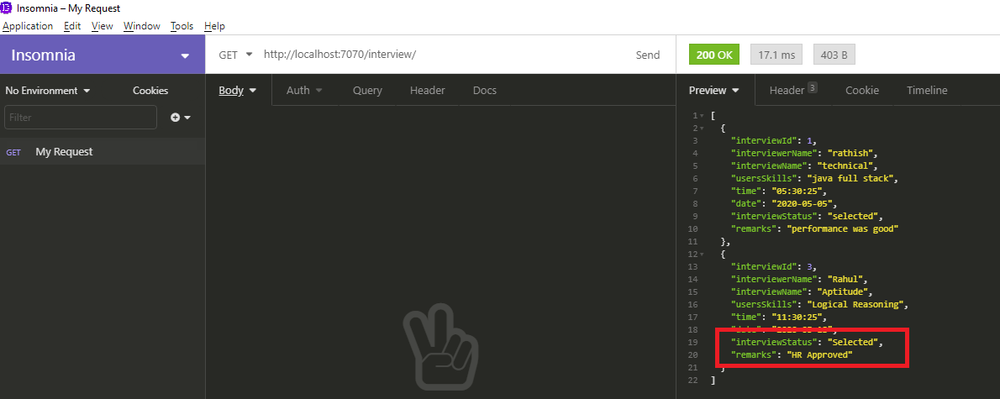 Insomnia – My Request
Application Edit View Window Tools Help
Insomnia
GET http://localhost:7070/interview/ Send
200 OK 17.1 ms 403 B
No Environment Cookies
Body Auth Query Header Docs
Preview Header 3 Cookie Timeline
Filter
GET My Request
1 [
2 {
3 "interviewId": 1,
4 "interviewerName": "rathish",
5 "interviewName": "technical",
6 "usersSkills": "java full stack",
7 "time": "05:30:25",
8 "date": "2020-05-05",
9 "interviewStatus": "selected",
10 "remarks": "performance was good"
11 },
12 {
13 "interviewId": 3,
14 "interviewerName": "Rahul",
15 "interviewName": "Aptitude",
16 "usersSkills": "Logical Reasoning",
17 "time": "11:30:25",
18
19 "interviewStatus": "Selected",
20 "remarks": "HR Approved"
21 }
22 ]